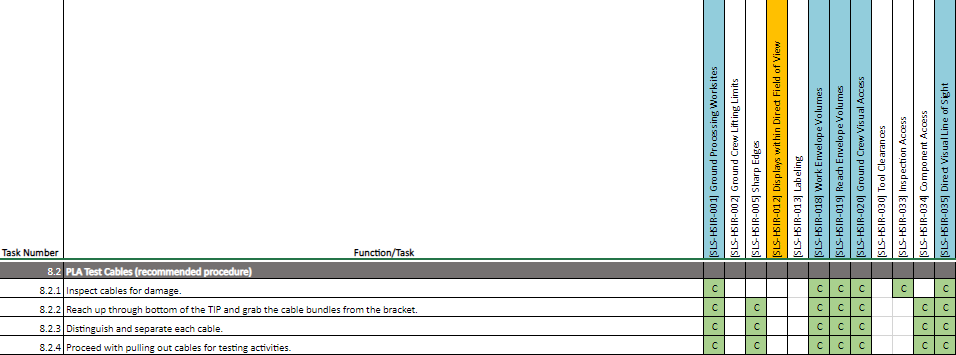 [SLS-HSIR-001] Ground Processing Worksites
[SLS-HSIR-002] Ground Crew Lifting Limits
[SLS-HSIR-005] Sharp Edges
[SLS-HSIR-012] Displays within Direct Field of View
[SLS-HSIR-013] Labeling
[SLS-HSIR-018] Work Envelope Volumes
[SLS-HSIR-019] Reach Envelope Volumes
[SLS-HSIR-020] Ground Crew Visual Access
[SLS-HSIR-030] Tool Clearances
[SLS-HSIR-033] Inspection Access
[SLS-HSIR-034] Component Access
[SLS-HSIR-035] Direct Visual Line of Sight
Task Number Function/Task
8.2 PLA Test Cables (recommended procedure)
8.2.1 Inspect cables for damage. C C C C C C
8.2.2 Reach up through bottom of the TIP and grab the cable bundles from the bracket. C C C C C C C
8.2.3 Distinguish and separate each cable. C C C C C C C
8.2.4 Proceed with pulling out cables for testing activities. C C C C C C C